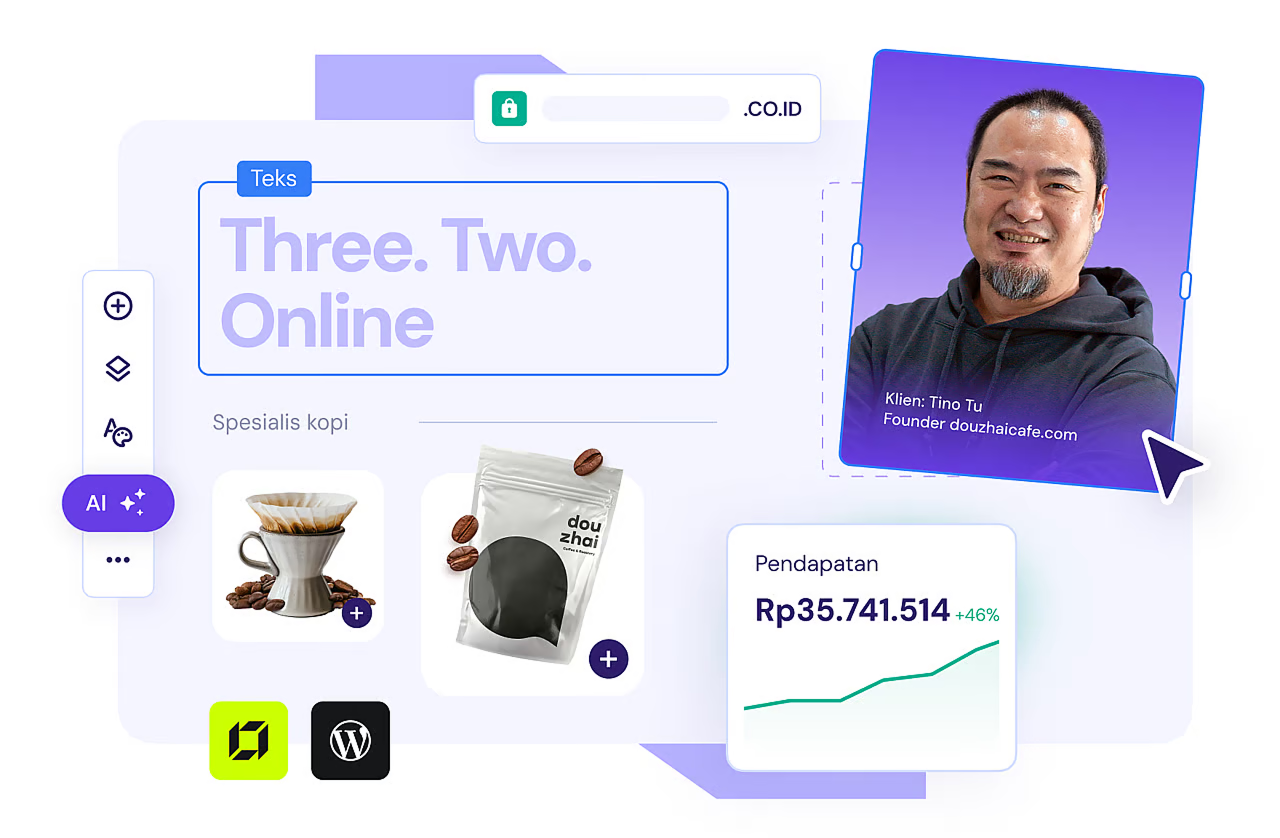 .CO.ID
Teks
Three. Two.
Online
Spesialis kopi
AI
dou
zhai
Coffee & Roastery
Klien: Tino Tu
Founder douzhaicafe.com
Pendapatan
Rp35.741.514 +46%